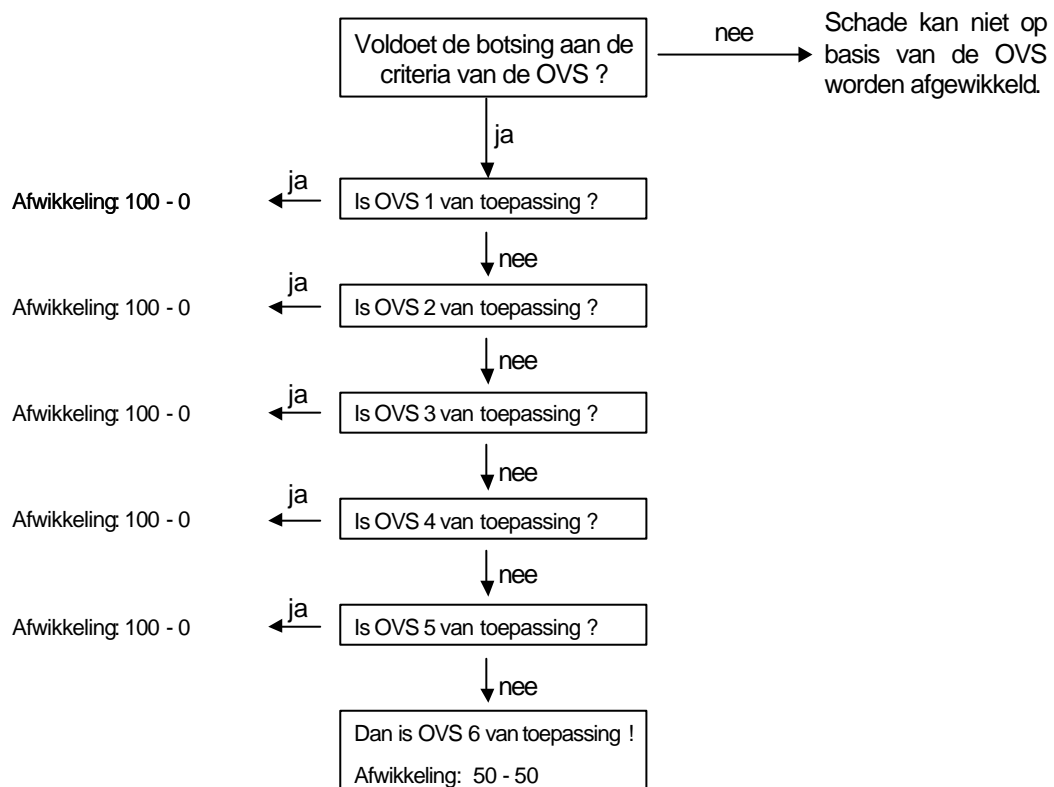 Voldoet de botsing aan de
criteria van de OVS ?
nee
Schade kan niet op
basis van de OVS
worden afgewikkeld.
ja
Afwikkeling: 100 - 0
ja
Is OVS 1 van toepassing ?
nee
Afwikkeling: 100 - 0
ja
Is OVS 2 van toepassing ?
nee
Afwikkeling: 100 - 0
ja
Is OVS 3 van toepassing ?
nee
Afwikkeling: 100 - 0
ja
Is OVS 4 van toepassing ?
nee
Afwikkeling: 100 - 0
ja
Is OVS 5 van toepassing ?
nee
Dan is OVS 6 van toepassing !
Afwikkeling: 50 - 50